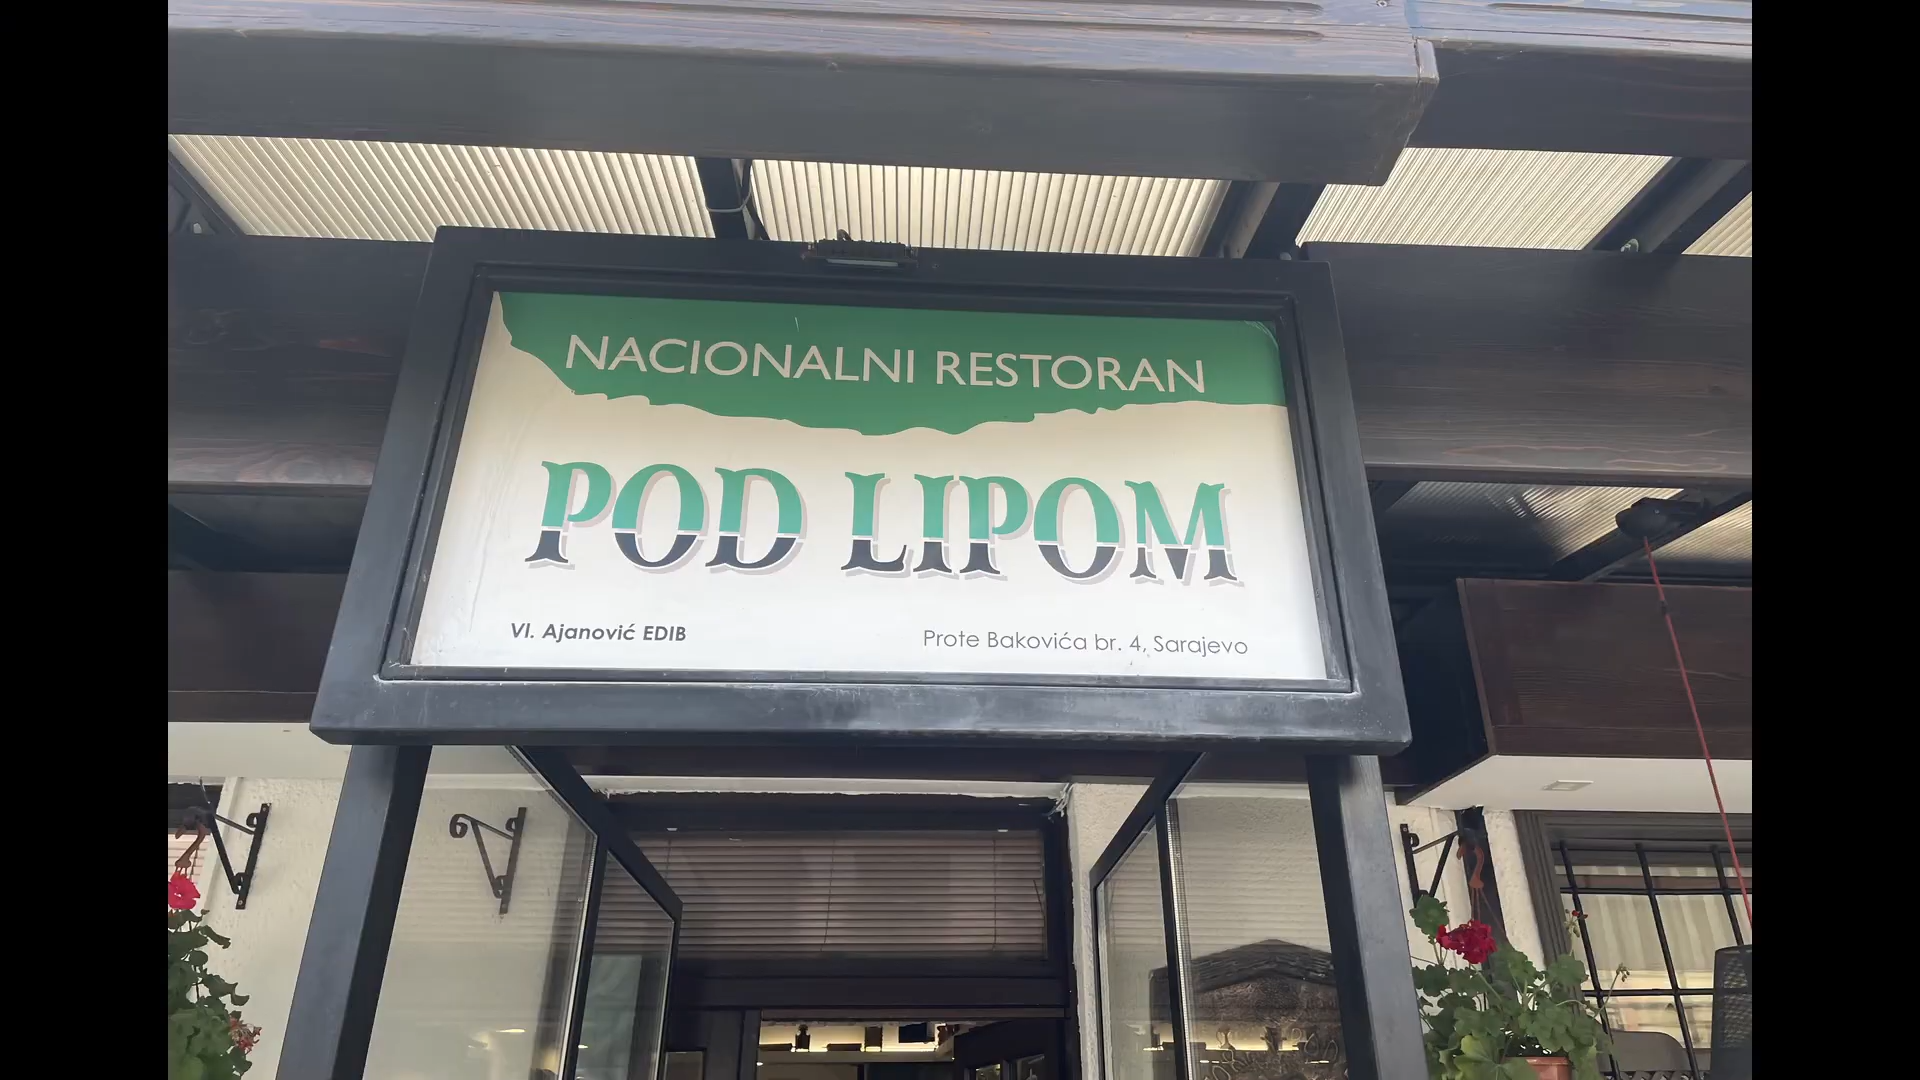 NACIONALNI RESTORAN
POD LIPOM
Vl. Ajanović EDIB
Prote Bakovića br. 4, Sarajevo